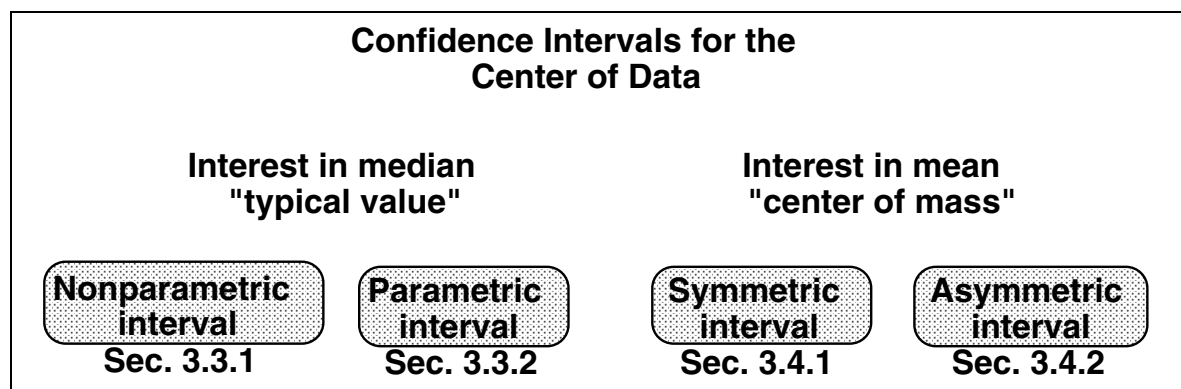 Confidence Intervals for the
Center of Data
Interest in median
"typical value"
Interest in mean
"center of mass"
Nonparametric
interval
Sec. 3.3.1
Parametric
interval
Sec. 3.3.2
Symmetric
interval
Sec. 3.4.1
Asymmetric
interval
Sec. 3.4.2